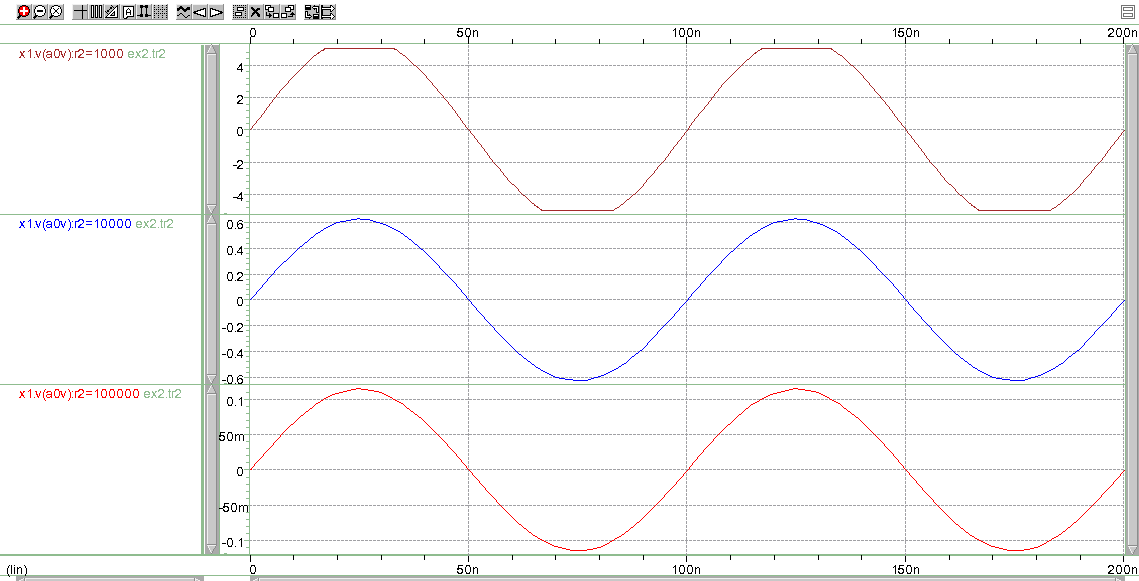 A
0 50n 100n 150n 200n
x1.v(a0v):r2=1000 ex2.tr2
4
2
0
-2
-4
x1.v(a0v):r2=10000 ex2.tr2
0.6
0.4
0.2
0
-0.2
-0.4
-0.6
x1.v(a0v):r2=100000 ex2.tr2
0.1
50m
0
-50m
-0.1
(lin) 0 50n 100n 150n 200n